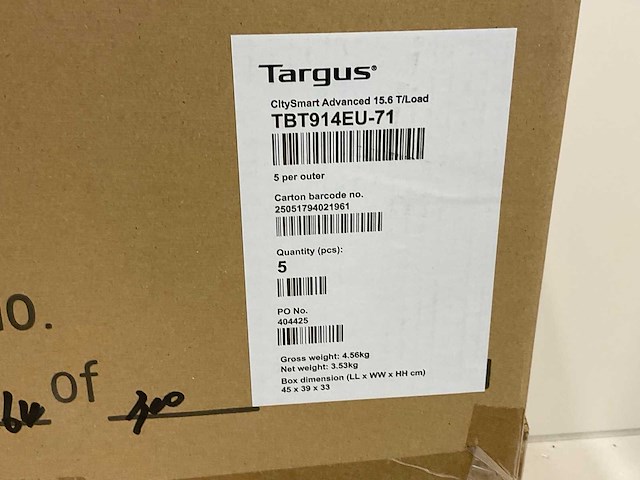 Targus®
CItySmart Advanced 15.6 T/Load
TBT914EU-71
5 per outer
Carton barcode no.
25051794021961
Quantity (pcs):
5
PO No.
404425
Gross weight: 4.56kg
Net weight: 3.53kg
Box dimension (LL x WW x HH cm)
45 x 39 x 33
of